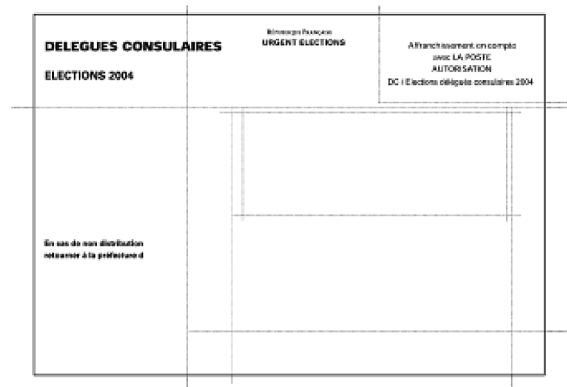 DELEGUES CONSULAIRES
ELECTIONS 2004
République Française
URGENT ELECTIONS
Affranchissement en compte
avec LA POSTE
AUTORISATION
DC / Elections délégués consulaires 2004
En cas de non distribution
retourner à la préfecture d